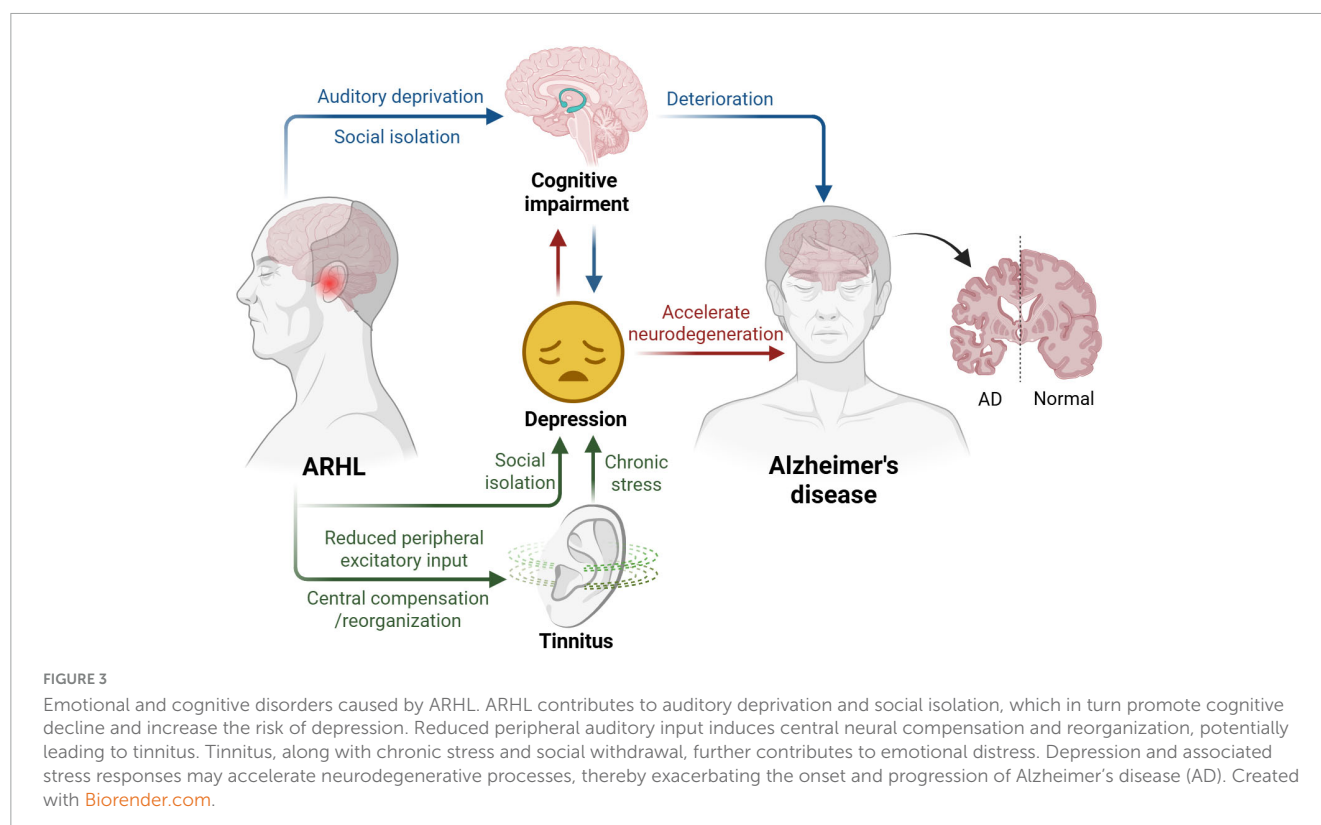 Auditory deprivation
Social isolation
Deterioration
Cognitive
impairment
Accelerate
neurodegeneration
AD
Normal
Depression
ARHL
Social
isolation
Chronic
stress
Alzheimer's
disease
Reduced peripheral
excitatory input
Central compensation
/reorganization
Tinnitus
FIGURE 3
Emotional and cognitive disorders caused by ARHL. ARHL contributes to auditory deprivation and social isolation, which in turn promote cognitive
decline and increase the risk of depression. Reduced peripheral auditory input induces central neural compensation and reorganization, potentially
leading to tinnitus. Tinnitus, along with chronic stress and social withdrawal, further contributes to emotional distress. Depression and associated
stress responses may accelerate neurodegenerative processes, thereby exacerbating the onset and progression of Alzheimer’s disease (AD). Created
with Biorender.com.